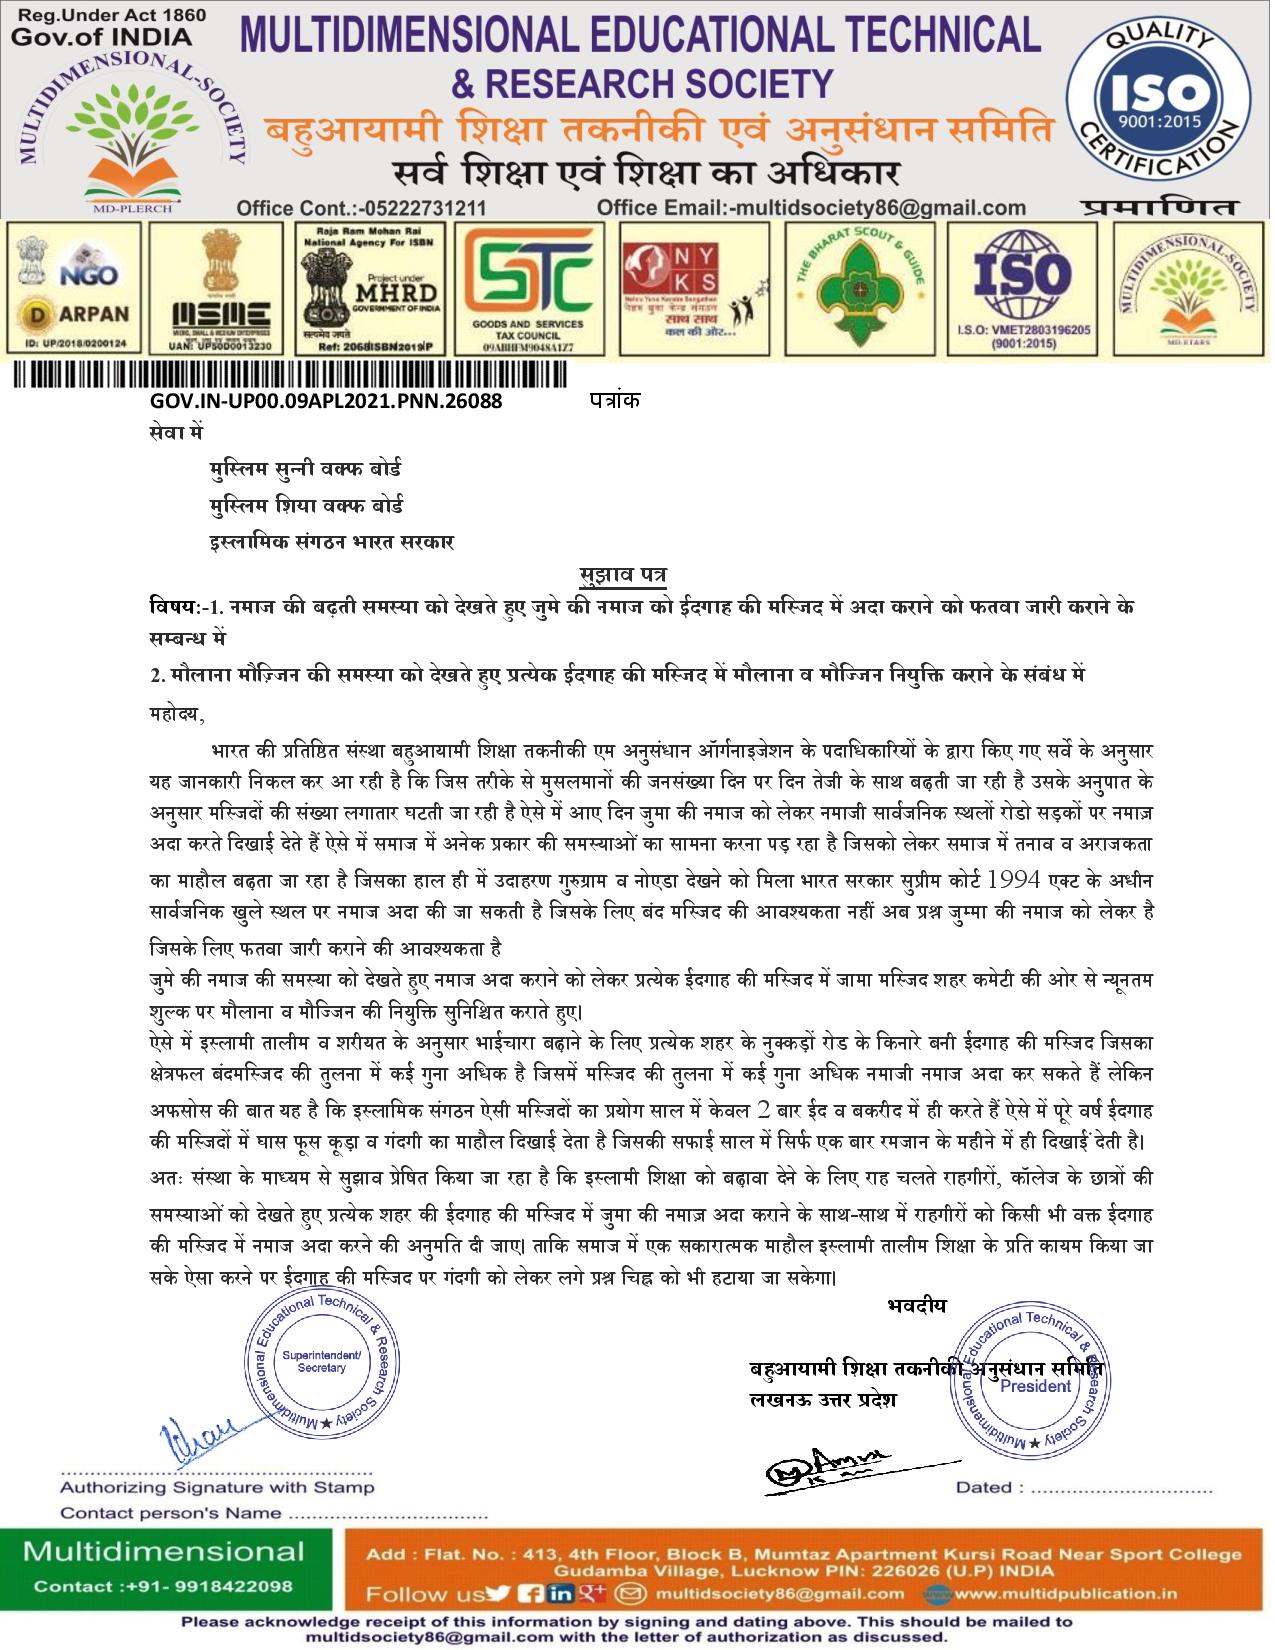 Reg.Under Act 1860
Gov.of INDIA
MULTIDIMENSIONAL-SOCIETY
MD-PLERCH
MULTIDIMENSIONAL EDUCATIONAL TECHNICAL
& RESEARCH SOCIETY
बहुआयामी शिक्षा तकनीकी एवं अनुसंधान समिति
सर्व शिक्षा एवं शिक्षा का अधिकार
Office Cont.:-05222731211 Office Email:-multidsociety86@gmail.com
QUALITY
ISO
9001:2015
CERTIFICATION
प्रमाणित
NGO
D ARPAN
ID: UP/2018/0200124
MSME
MICRO, SMALL & MEDIUM ENTERPRISES
UAN: UP50D0013230
Raja Ram Mohan Rai
National Agency For ISBN
Project under
MHRD
GOVERNMENT OF INDIA
सत्यमेव जयते
Ref: 2068ISBN2019IP
STC
GOODS AND SERVICES
TAX COUNCIL
09ABHFM9048A1Z7
NYKS
Nehru Yuva Kendra Sangathan
नेहरू युवा केन्द्र संगठन
साथ साथ
कल की ओर...
THE BHARAT SCOUT & GUIDE
ISO
I.S.O: VMET2803196205
(9001:2015)
MULTIDIMENSIONAL-SOCIETY
MD-STARS
GOV.IN-UP00.09APL2021.PNN.26088 पत्रांक
सेवा में
मुस्लिम सुन्नी वक्फ बोर्ड
मुस्लिम शिया वक्फ बोर्ड
इस्लामिक संगठन भारत सरकार
सुझाव पत्र
विषय:-1. नमाज की बढ़ती समस्या को देखते हुए जुमे की नमाज को ईदगाह की मस्जिद में अदा कराने को फतवा जारी कराने के
सम्बन्ध में
2. मौलाना मौज़्जिन की समस्या को देखते हुए प्रत्येक ईदगाह की मस्जिद में मौलाना व मौज्जिन नियुक्ति कराने के संबंध में
महोदय,
भारत की प्रतिष्ठित संस्था बहुआयामी शिक्षा तकनीकी एम अनुसंधान ऑर्गनाइजेशन के पदाधिकारियों के द्वारा किए गए सर्वे के अनुसार
यह जानकारी निकल कर आ रही है कि जिस तरीके से मुसलमानों की जनसंख्या दिन पर दिन तेजी के साथ बढ़ती जा रही है उसके अनुपात के
अनुसार मस्जिदों की संख्या लगातार घटती जा रही है ऐसे में आए दिन जुमा की नमाज को लेकर नमाजी सार्वजनिक स्थलों रोडो सड़कों पर नमाज़
अदा करते दिखाई देते हैं ऐसे में समाज में अनेक प्रकार की समस्याओं का सामना करना पड़ रहा है जिसको लेकर समाज में तनाव व अराजकता
का माहौल बढ़ता जा रहा है जिसका हाल ही में उदाहरण गुरुग्राम व नोएडा देखने को मिला भारत सरकार सुप्रीम कोर्ट 1994 एक्ट के अधीन
सार्वजनिक खुले स्थल पर नमाज अदा की जा सकती है जिसके लिए बंद मस्जिद की आवश्यकता नहीं अब प्रश्न जुम्मा की नमाज को लेकर है
जिसके लिए फतवा जारी कराने की आवश्यकता है
जुमे की नमाज की समस्या को देखते हुए नमाज अदा कराने को लेकर प्रत्येक ईदगाह की मस्जिद में जामा मस्जिद शहर कमेटी की ओर से न्यूनतम
शुल्क पर मौलाना व मौज्जिन की नियुक्ति सुनिश्चित कराते हुए।
ऐसे में इस्लामी तालीम व शरीयत के अनुसार भाईचारा बढ़ाने के लिए प्रत्येक शहर के नुक्कड़ों रोड के किनारे बनी ईदगाह की मस्जिद जिसका
क्षेत्रफल बंदमस्जिद की तुलना में कई गुना अधिक है जिसमें मस्जिद की तुलना में कई गुना अधिक नमाजी नमाज अदा कर सकते हैं लेकिन
अफसोस की बात यह है कि इस्लामिक संगठन ऐसी मस्जिदों का प्रयोग साल में केवल 2 बार ईद व बकरीद में ही करते हैं ऐसे में पूरे वर्ष ईदगाह
की मस्जिदों में घास फूस कूड़ा व गंदगी का माहौल दिखाई देता है जिसकी सफाई साल में सिर्फ एक बार रमजान के महीने में ही दिखाई देती है।
अतः संस्था के माध्यम से सुझाव प्रेषित किया जा रहा है कि इस्लामी शिक्षा को बढ़ावा देने के लिए राह चलते राहगीरों, कॉलेज के छात्रों की
समस्याओं को देखते हुए प्रत्येक शहर की ईदगाह की मस्जिद में जुमा की नमाज़ अदा कराने के साथ-साथ में राहगीरों को किसी भी वक्त ईदगाह
की मस्जिद में नमाज अदा करने की अनुमति दी जाए। ताकि समाज में एक सकारात्मक माहौल इस्लामी तालीम शिक्षा के प्रति कायम किया जा
सके ऐसा करने पर ईदगाह की मस्जिद पर गंदगी को लेकर लगे प्रश्न चिह्न को भी हटाया जा सकेगा।
भवदीय
बहुआयामी शिक्षा तकनीकी अनुसंधान समिति
लखनऊ उत्तर प्रदेश
Multidimensional Educational Technical & Research Society
Superintendent/
Secretary
Multidimensional Educational Technical & Research Society
President
Authorizing Signature with Stamp
Dated : ..............................
Contact person's Name .................................
Multidimensional
Contact :+91- 9918422098
Add : Flat. No. : 413, 4th Floor, Block B, Mumtaz Apartment Kursi Road Near Sport College
Gudamba Village, Lucknow PIN: 226026 (U.P) INDIA
Follow us multidsociety86@gmail.com www.multidpublication.in
Please acknowledge receipt of this information by signing and dating above. This should be mailed to
multidsociety86@gmail.com with the letter of authorization as discussed.